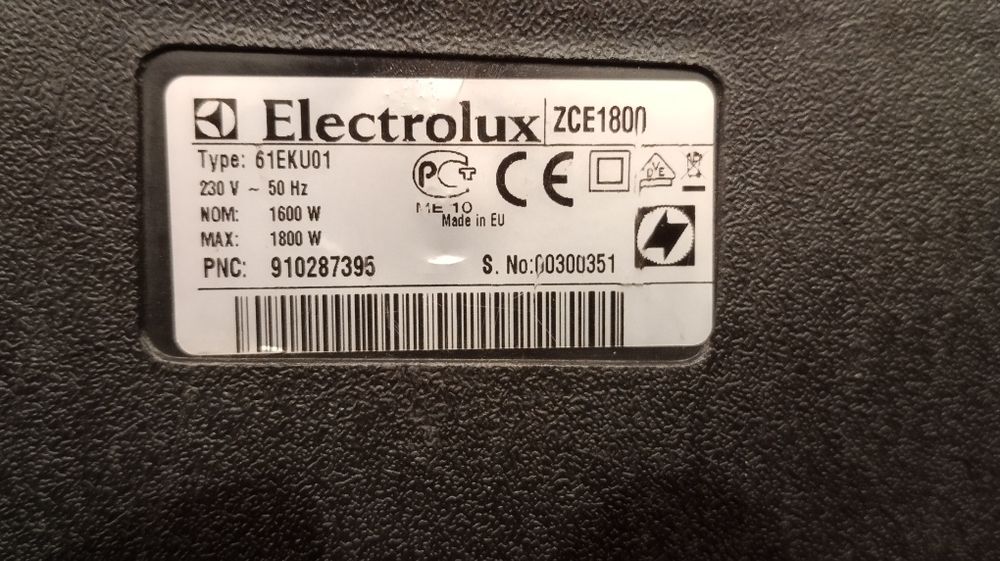 Electrolux ZCE1800
Type: 61EKU01
230 V ~ 50 Hz
NOM: 1600 W
MAX: 1800 W
PNC: 910287395
PCT
ME 10
Made in EU
CE
DVE
S. No:00300351